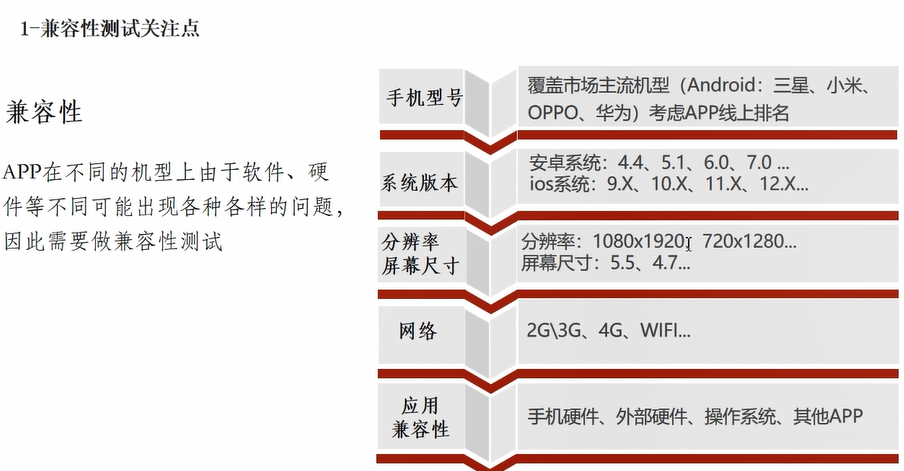 1-兼容性测试关注点
兼容性
APP在不同的机型上由于软件、硬
件等不同可能出现各种各样的问题，
因此需要做兼容性测试
手机型号
覆盖市场主流机型（Android：三星、小米、
OPPO、华为）考虑APP线上排名
系统版本
安卓系统：4.4、5.1、6.0、7.0 ...
ios系统：9.X、10.X、11.X、12.X...
分辨率
屏幕尺寸
分辨率：1080x1920；720x1280...
屏幕尺寸：5.5、4.7...
网络
2G\3G、4G、WIFI...
应用
兼容性
手机硬件、外部硬件、操作系统、其他APP